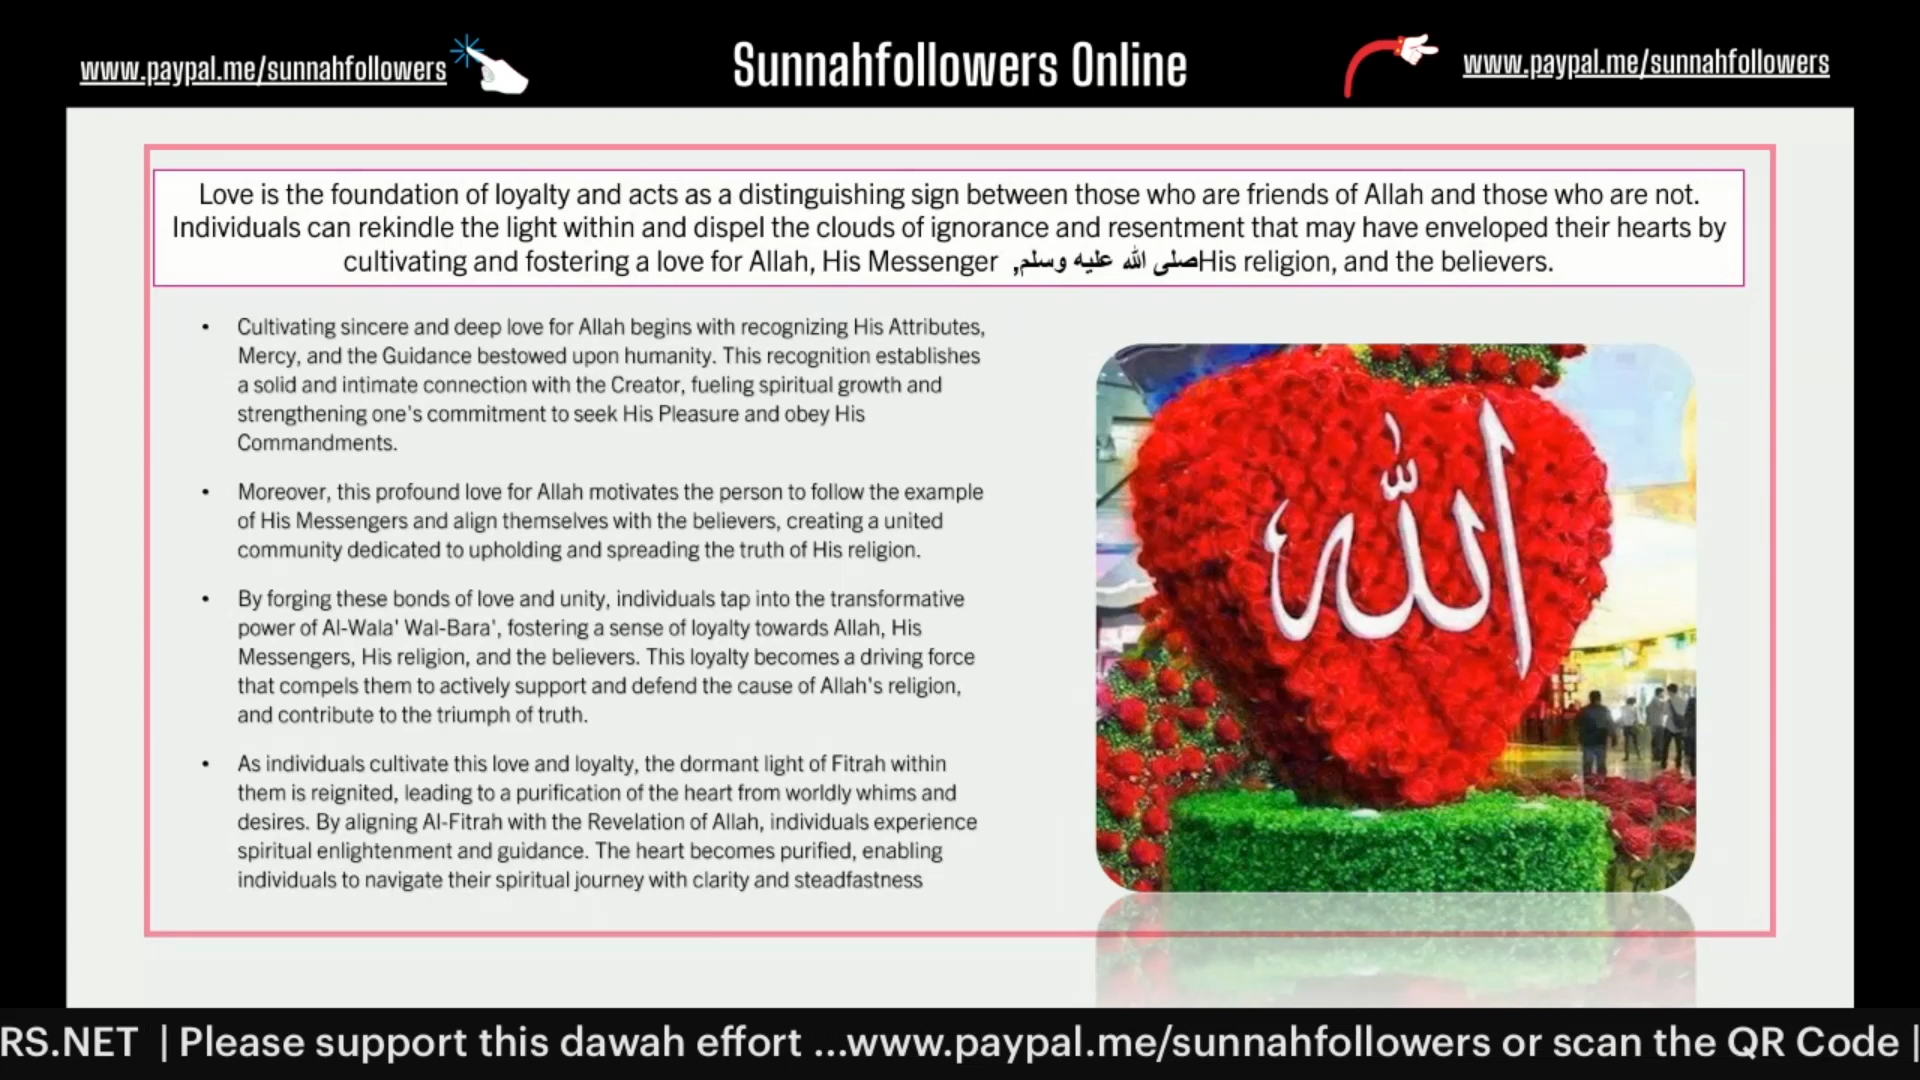 www.paypal.me/sunnahfollowers
Sunnahfollowers Online
www.paypal.me/sunnahfollowers
Love is the foundation of loyalty and acts as a distinguishing sign between those who are friends of Allah and those who are not.
Individuals can rekindle the light within and dispel the clouds of ignorance and resentment that may have enveloped their hearts by
cultivating and fostering a love for Allah, His Messenger صلى الله عليه وسلم, His religion, and the believers.
• Cultivating sincere and deep love for Allah begins with recognizing His Attributes,
Mercy, and the Guidance bestowed upon humanity. This recognition establishes
a solid and intimate connection with the Creator, fueling spiritual growth and
strengthening one's commitment to seek His Pleasure and obey His
Commandments.
• Moreover, this profound love for Allah motivates the person to follow the example
of His Messengers and align themselves with the believers, creating a united
community dedicated to upholding and spreading the truth of His religion.
• By forging these bonds of love and unity, individuals tap into the transformative
power of Al-Wala' Wal-Bara', fostering a sense of loyalty towards Allah, His
Messengers, His religion, and the believers. This loyalty becomes a driving force
that compels them to actively support and defend the cause of Allah's religion,
and contribute to the triumph of truth.
• As individuals cultivate this love and loyalty, the dormant light of Fitrah within
them is reignited, leading to a purification of the heart from worldly whims and
desires. By aligning Al-Fitrah with the Revelation of Allah, individuals experience
spiritual enlightenment and guidance. The heart becomes purified, enabling
individuals to navigate their spiritual journey with clarity and steadfastness
الله
RS.NET | Please support this dawah effort ...www.paypal.me/sunnahfollowers or scan the QR Code |